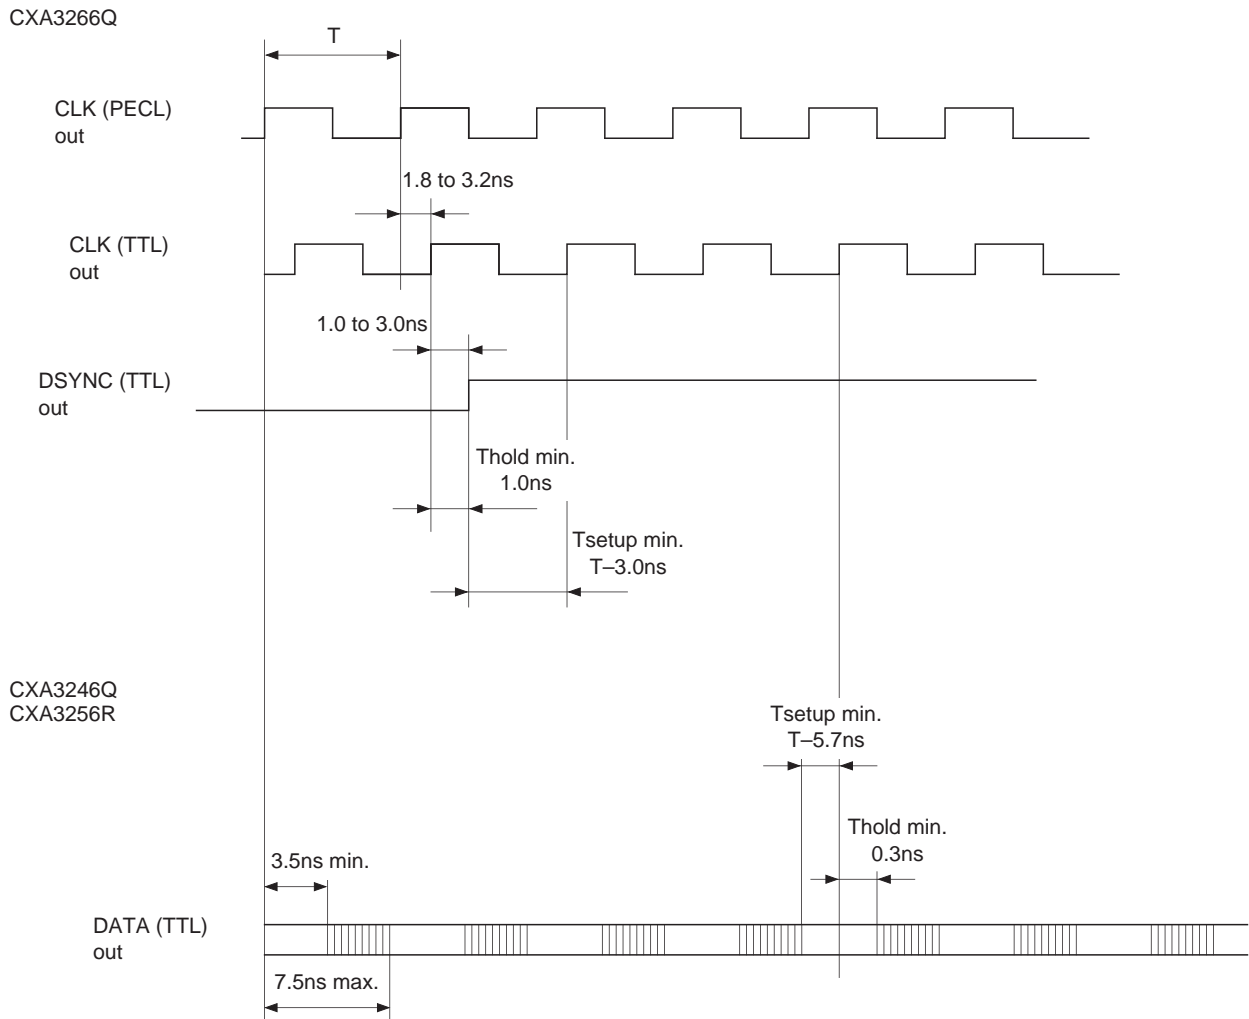 CXA3266Q
T
CLK (PECL)
out
1.8 to 3.2ns
CLK (TTL)
out
1.0 to 3.0ns
DSYNC (TTL)
out
Thold min.
1.0ns
Tsetup min.
T–3.0ns
CXA3246Q
CXA3256R
Tsetup min.
T–5.7ns
Thold min.
0.3ns
3.5ns min.
DATA (TTL)
out
7.5ns max.